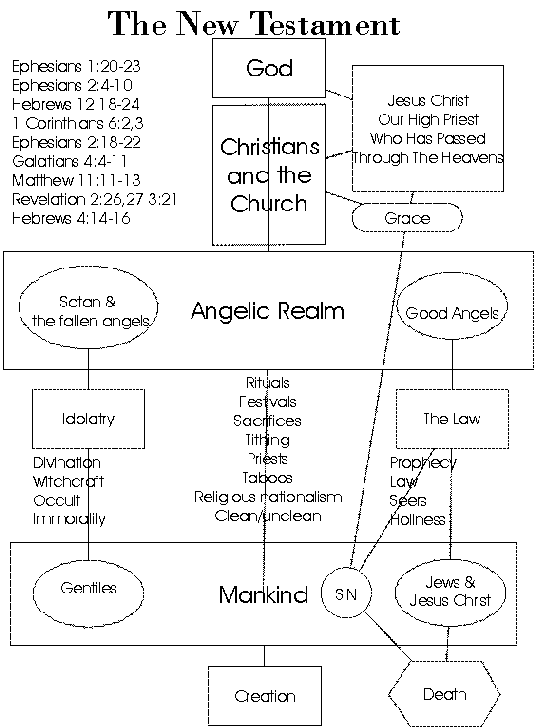 The New Testament
Ephesians 1:20-23
Ephesians 2:4-10
Hebrews 12:18-24
1 Corinthians 6:2,3
Ephesians 2:18-22
Galatians 4:4-11
Matthew 11:11-13
Revelation 2:26,27 3:21
Hebrews 4:14-16
God
Christians
and the
Church
Jesus Christ
Our High Priest
Who Has Passed
Through The Heavens
Grace
Satan &
the fallen angels
Angelic Realm
Good Angels
Idolatry
Divination
Witchcraft
Occult
Immorality
Rituals
Festivals
Sacrifices
Tithing
Priests
Taboos
Religious nationalism
Clean/unclean
The Law
Prophecy
Law
Seers
Holiness
Gentiles
Mankind
SIN
Jews &
Jesus Christ
Creation
Death